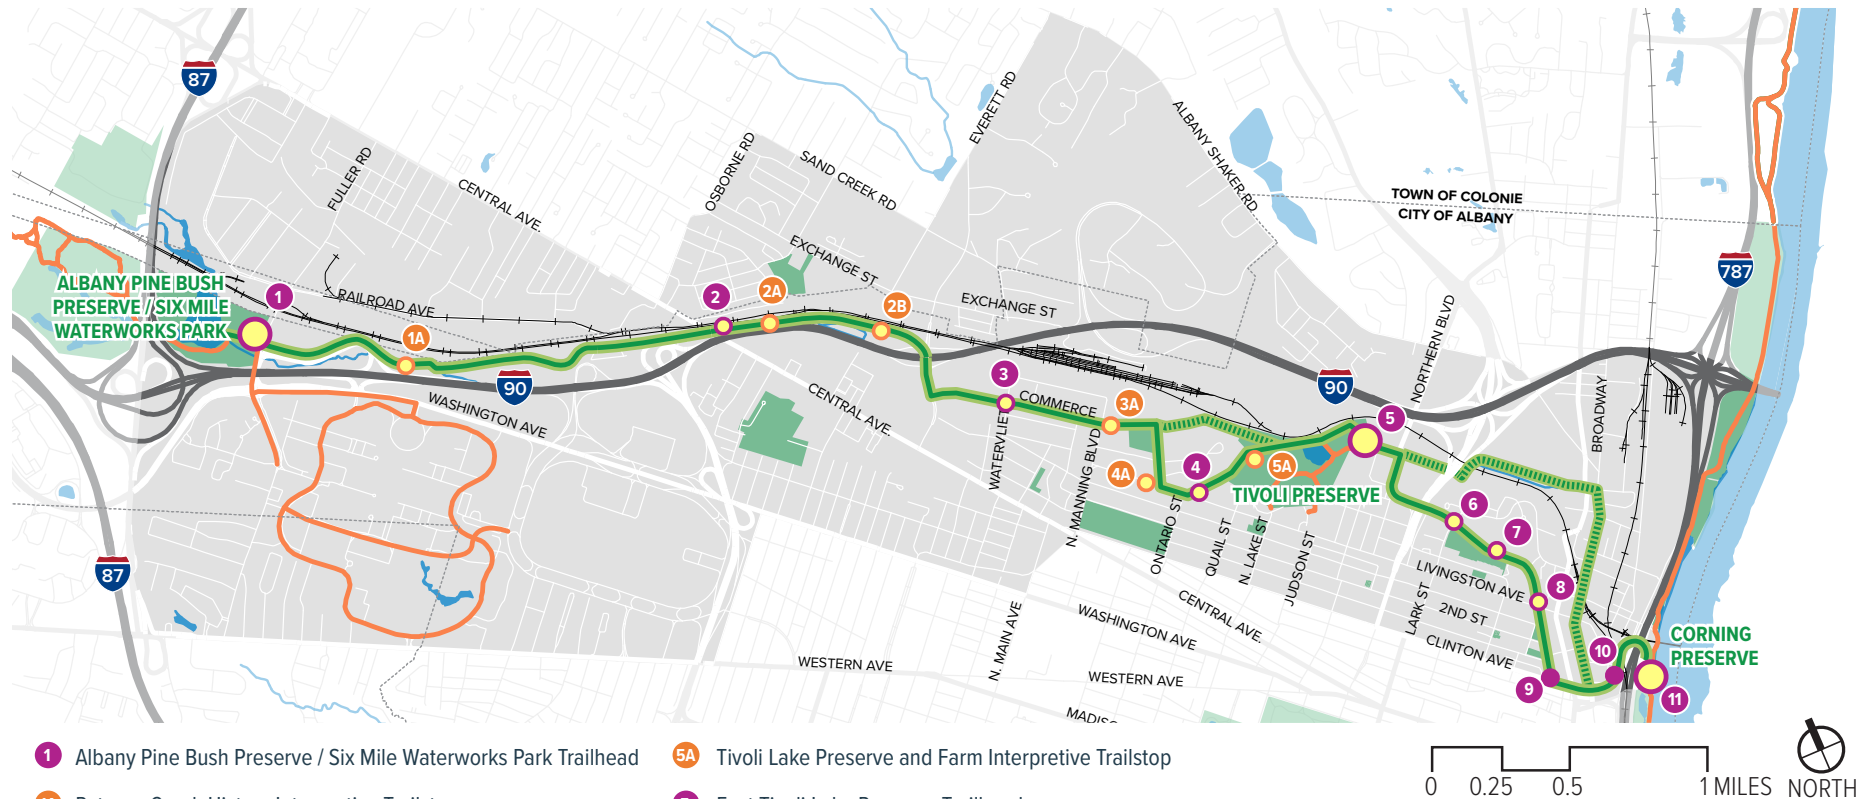 87
FULLER RD
CENTRAL AVE.
OSBORNE RD
SAND CREEK RD
EVERETT RD
ALBANY SHAKER RD
TOWN OF COLONIE
CITY OF ALBANY
787
ALBANY PINE BUSH
PRESERVE / SIX MILE
WATERWORKS PARK
1
RAILROAD AVE
1A
2
2A
EXCHANGE ST
2B
EXCHANGE ST
90
WASHINGTON AVE
CENTRAL AVE.
3
COMMERCE
WATERVLIET
3A
N. MANNING BLVD
90
NORTHERN BLVD
5
BROADWAY
4A
4
5A
TIVOLI PRESERVE
ONTARIO ST
QUAIL ST
N. LAKE ST
JUDSON ST
6
7
8
LIVINGSTON AVE
2ND ST
CLINTON AVE
LARK ST
87
N. MAIN AVE
WASHINGTON AVE
CENTRAL AVE.
WESTERN AVE
WESTERN AVE
CORNING
PRESERVE
10
9
11
1 Albany Pine Bush Preserve / Six Mile Waterworks Park Trailhead
5A Tivoli Lake Preserve and Farm Interpretive Trailstop
0 0.25 0.5 1 MILES
NORTH